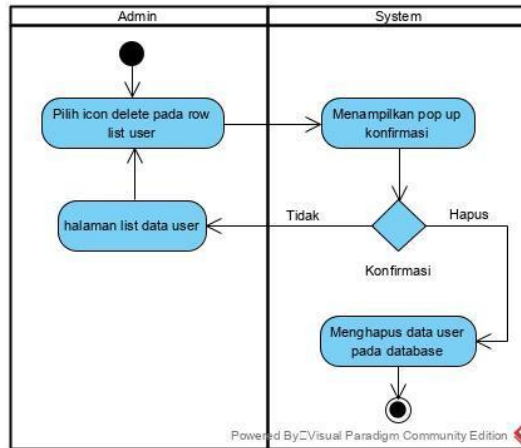 Admin
System
Pilih icon delete pada row
list user
Menampilkan pop up
konfirmasi
halaman list data user
Tidak
Hapus
Konfirmasi
Menghapus data user
pada database
Powered By Visual Paradigm Community Edition